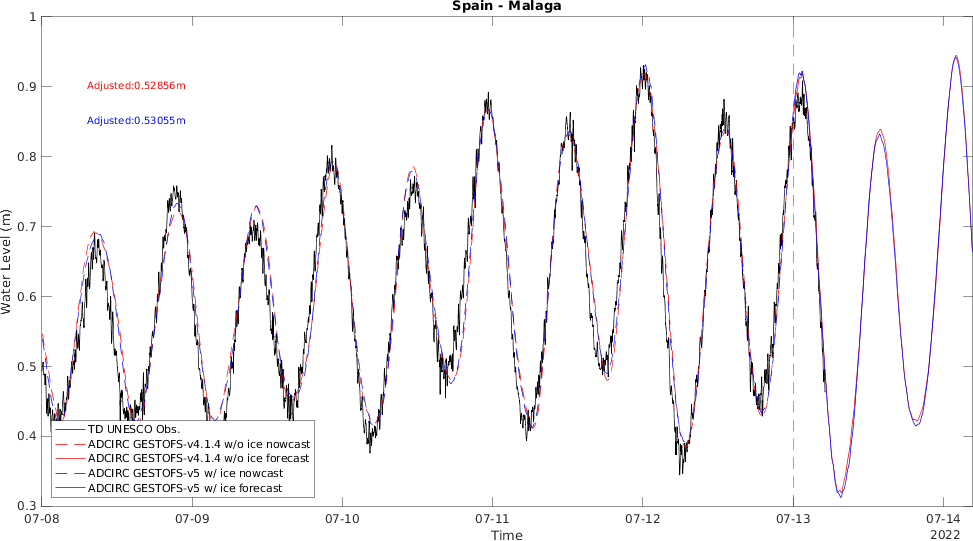 Spain - Malaga
1
0.9
0.8
0.7
0.6
0.5
0.4
0.3
Water Level (m)
Adjusted:0.52856m
Adjusted:0.53055m
TD UNESCO Obs.
ADCIRC GESTOFS-v4.1.4 w/o ice nowcast
ADCIRC GESTOFS-v4.1.4 w/o ice forecast
ADCIRC GESTOFS-v5 w/ ice nowcast
ADCIRC GESTOFS-v5 w/ ice forecast
07-08 07-09 07-10 07-11 07-12 07-13 07-14
Time
2022